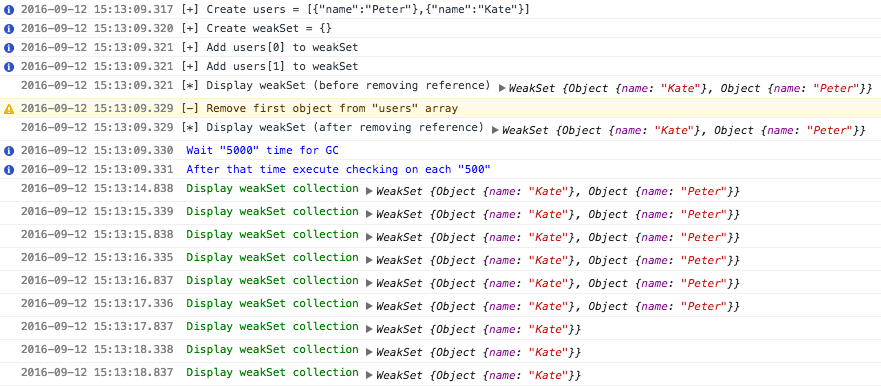 2016-09-12 15:13:09.317 [+] Create users = [{"name":"Peter"},{"name":"Kate"}]
2016-09-12 15:13:09.320 [+] Create weakSet = {}
2016-09-12 15:13:09.321 [+] Add users[0] to weakSet
2016-09-12 15:13:09.321 [+] Add users[1] to weakSet
2016-09-12 15:13:09.321 [*] Display weakSet (before removing reference) ▶WeakSet {Object {name: "Kate"}, Object {name: "Peter"}}
2016-09-12 15:13:09.329 [–] Remove first object from "users" array
2016-09-12 15:13:09.329 [*] Display weakSet (after removing reference) ▶WeakSet {Object {name: "Kate"}, Object {name: "Peter"}}
2016-09-12 15:13:09.330 Wait "5000" time for GC
2016-09-12 15:13:09.331 After that time execute checking on each "500"
2016-09-12 15:13:14.838 Display weakSet collection ▶WeakSet {Object {name: "Kate"}, Object {name: "Peter"}}
2016-09-12 15:13:15.339 Display weakSet collection ▶WeakSet {Object {name: "Kate"}, Object {name: "Peter"}}
2016-09-12 15:13:15.838 Display weakSet collection ▶WeakSet {Object {name: "Kate"}, Object {name: "Peter"}}
2016-09-12 15:13:16.335 Display weakSet collection ▶WeakSet {Object {name: "Kate"}, Object {name: "Peter"}}
2016-09-12 15:13:16.837 Display weakSet collection ▶WeakSet {Object {name: "Kate"}, Object {name: "Peter"}}
2016-09-12 15:13:17.336 Display weakSet collection ▶WeakSet {Object {name: "Kate"}, Object {name: "Peter"}}
2016-09-12 15:13:17.837 Display weakSet collection ▶WeakSet {Object {name: "Kate"}}
2016-09-12 15:13:18.338 Display weakSet collection ▶WeakSet {Object {name: "Kate"}}
2016-09-12 15:13:18.837 Display weakSet collection ▶WeakSet {Object {name: "Kate"}}